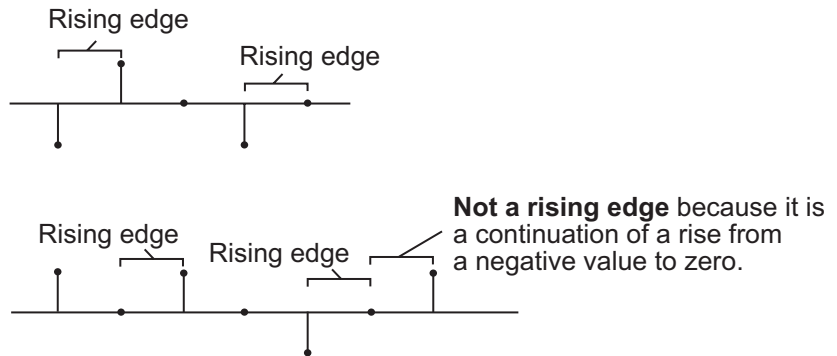 Rising edge
Rising edge
Rising edge
Rising edge
Not a rising edge because it is
a continuation of a rise from
a negative value to zero.